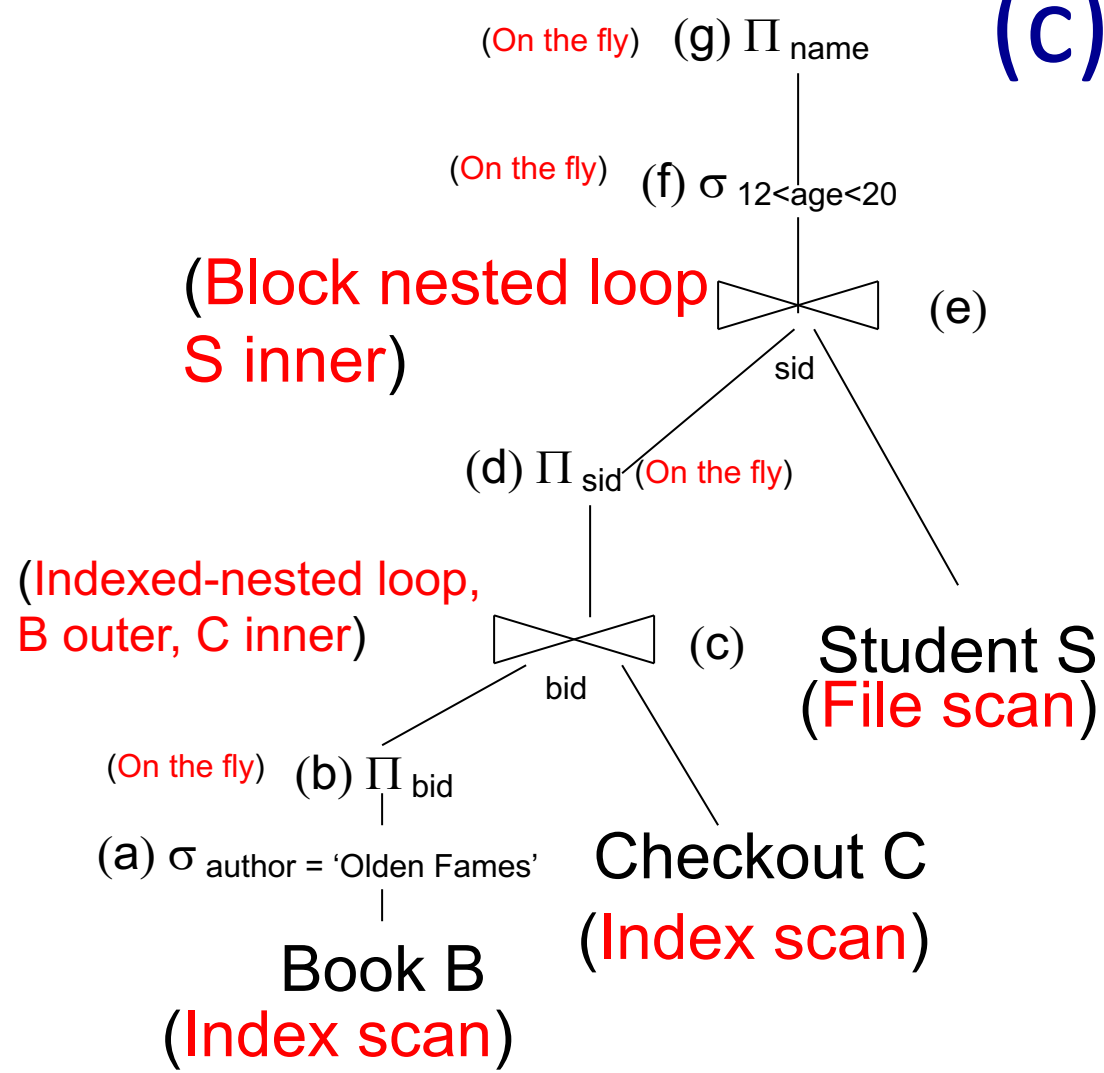 (c)
(On the fly) (g) Π name
(On the fly) (f) σ 12<age<20
(Block nested loop
S inner)
(e)
sid
(d) Π sid (On the fly)
(Indexed-nested loop,
B outer, C inner)
(c)
bid
Student S
(File scan)
(On the fly) (b) Π bid
(a) σ author = ‘Olden Fames’
Checkout C
(Index scan)
Book B
(Index scan)